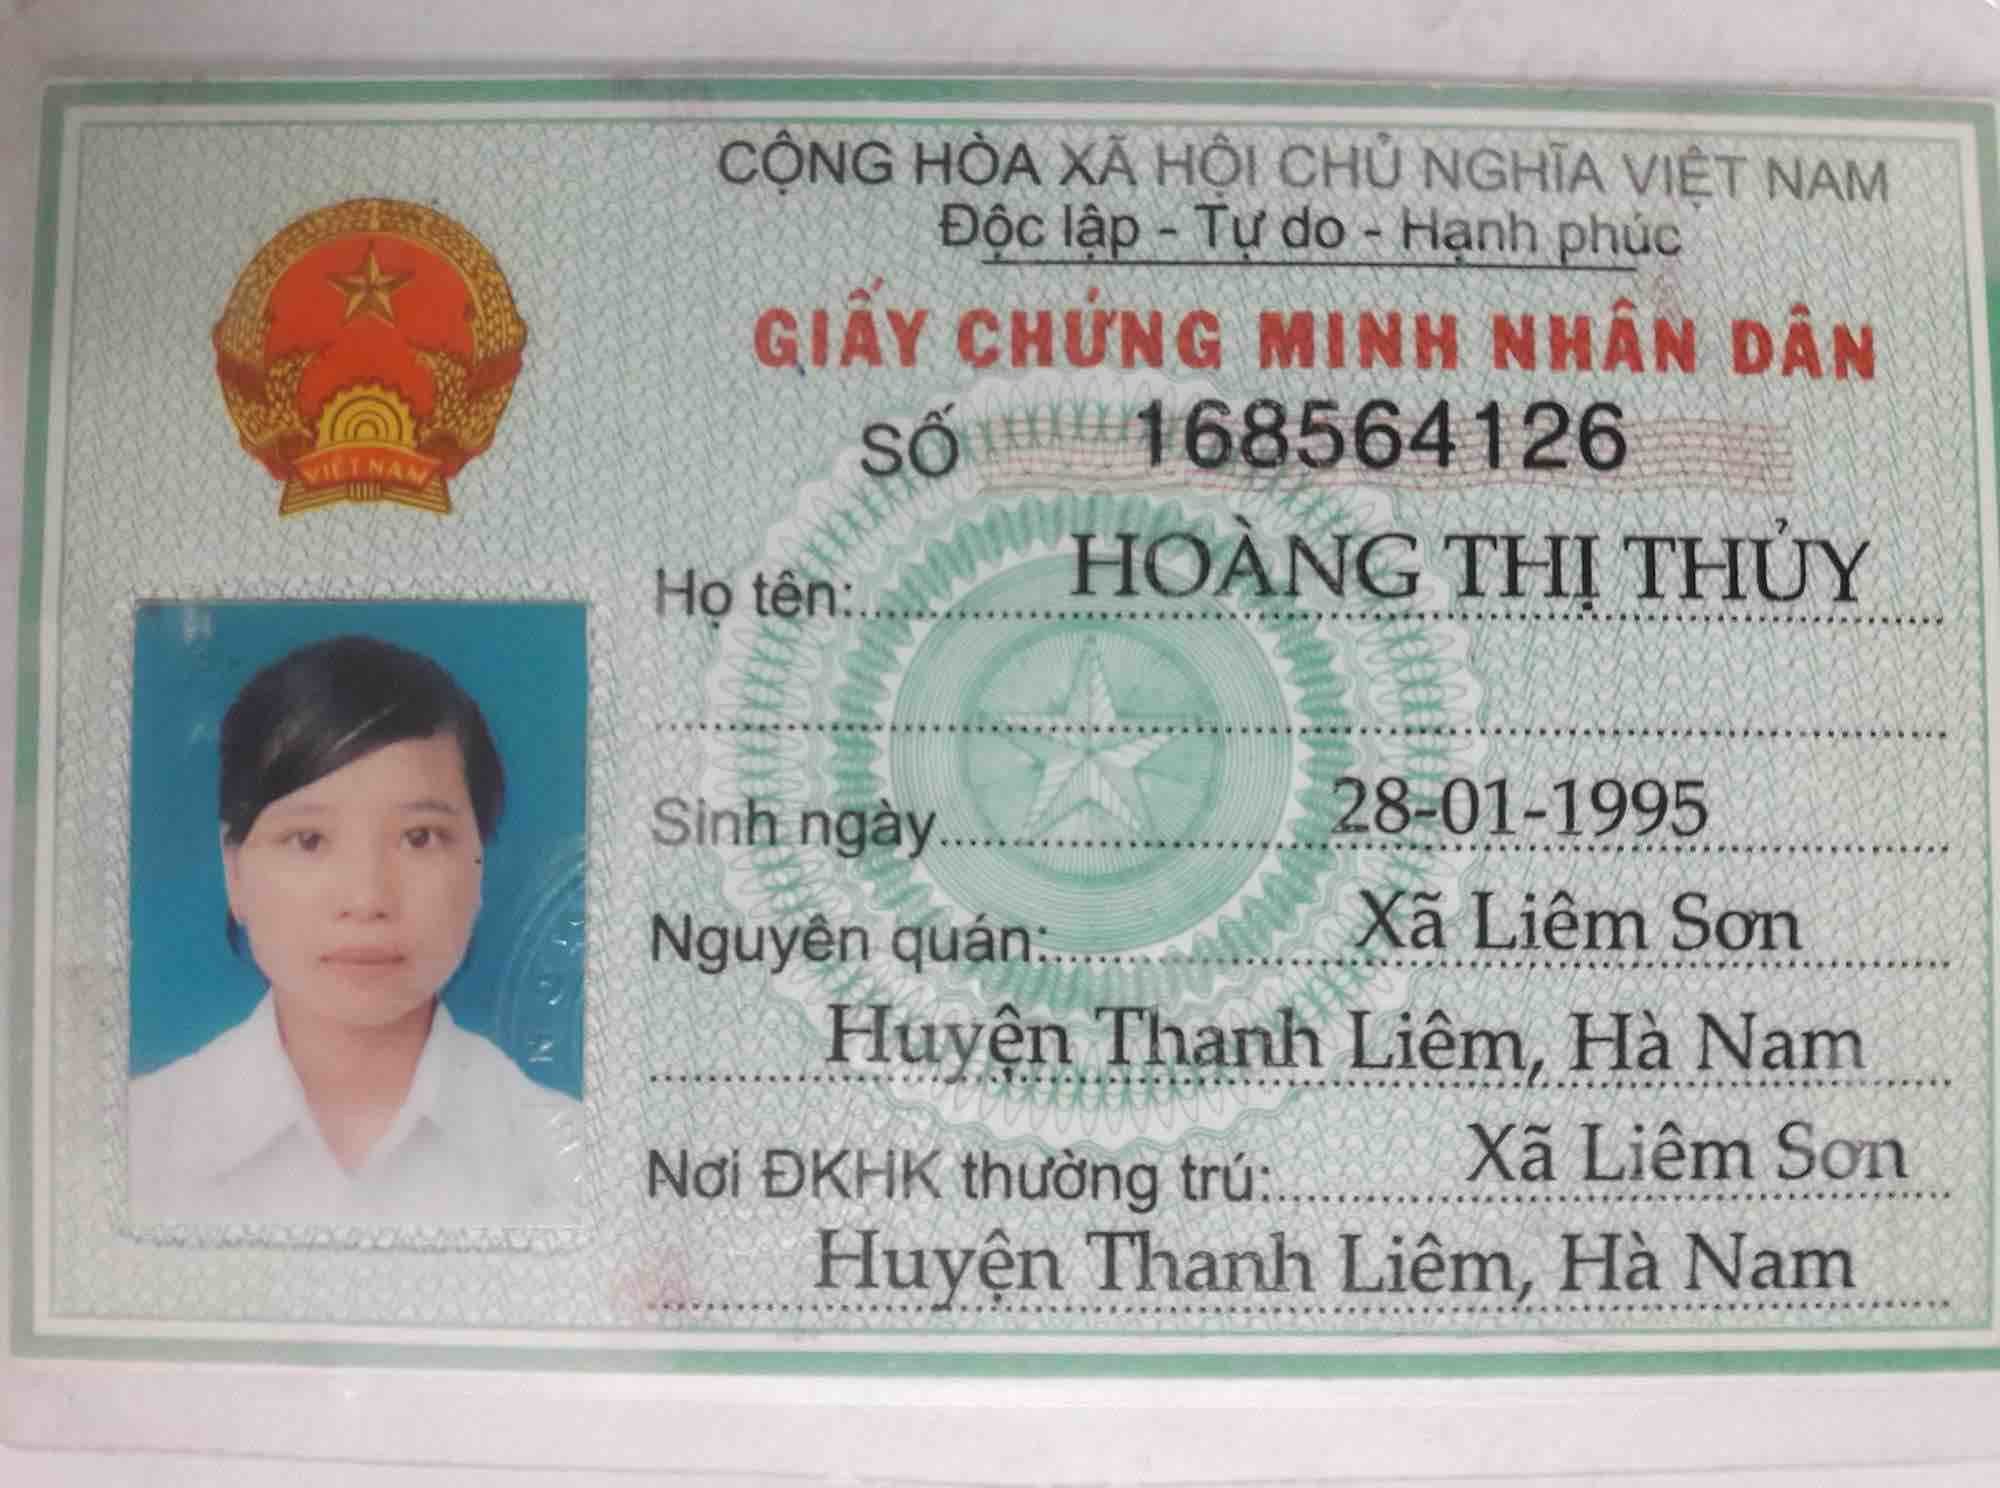 CỘNG HÒA XÃ HỘI CHỦ NGHĨA VIỆT NAM
Độc lập - Tự do - Hạnh phúc
GIẤY CHỨNG MINH NHÂN DÂN
SỐ 168564126
VIỆT NAM
Họ tên: HOÀNG THỊ THỦY
Sinh ngày 28-01-1995
Nguyên quán: Xã Liêm Sơn
Huyện Thanh Liêm, Hà Nam
Nơi ĐKHK thường trú: Xã Liêm Sơn
Huyện Thanh Liêm, Hà Nam